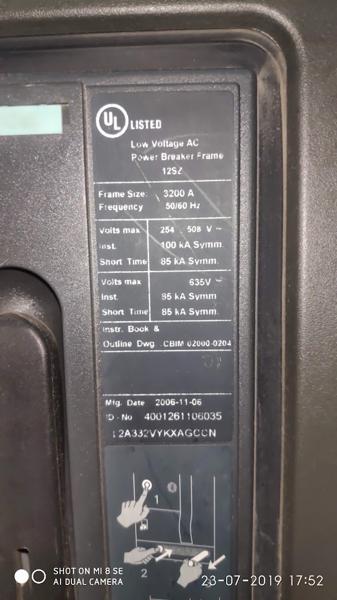 UL LISTED
Low Voltage AC
Power Breaker Frame
12SZ
Frame Size: 3200 A
Frequency 50/60 Hz
Volts max 254 508 V ~
Inst. 100 kA Symm.
Short Time 85 kA Symm.
Volts max 635V ~
Inst. 85 kA Symm
Short Time 85 kA Symm.
Instr. Book &
Outline Dwg. CBIM 02000-0204
Mfg. Date 2006-11-06
ID-No 4001261106035
1
2
SHOT ON MI 8 SE
AI DUAL CAMERA
23-07-2019 17:52